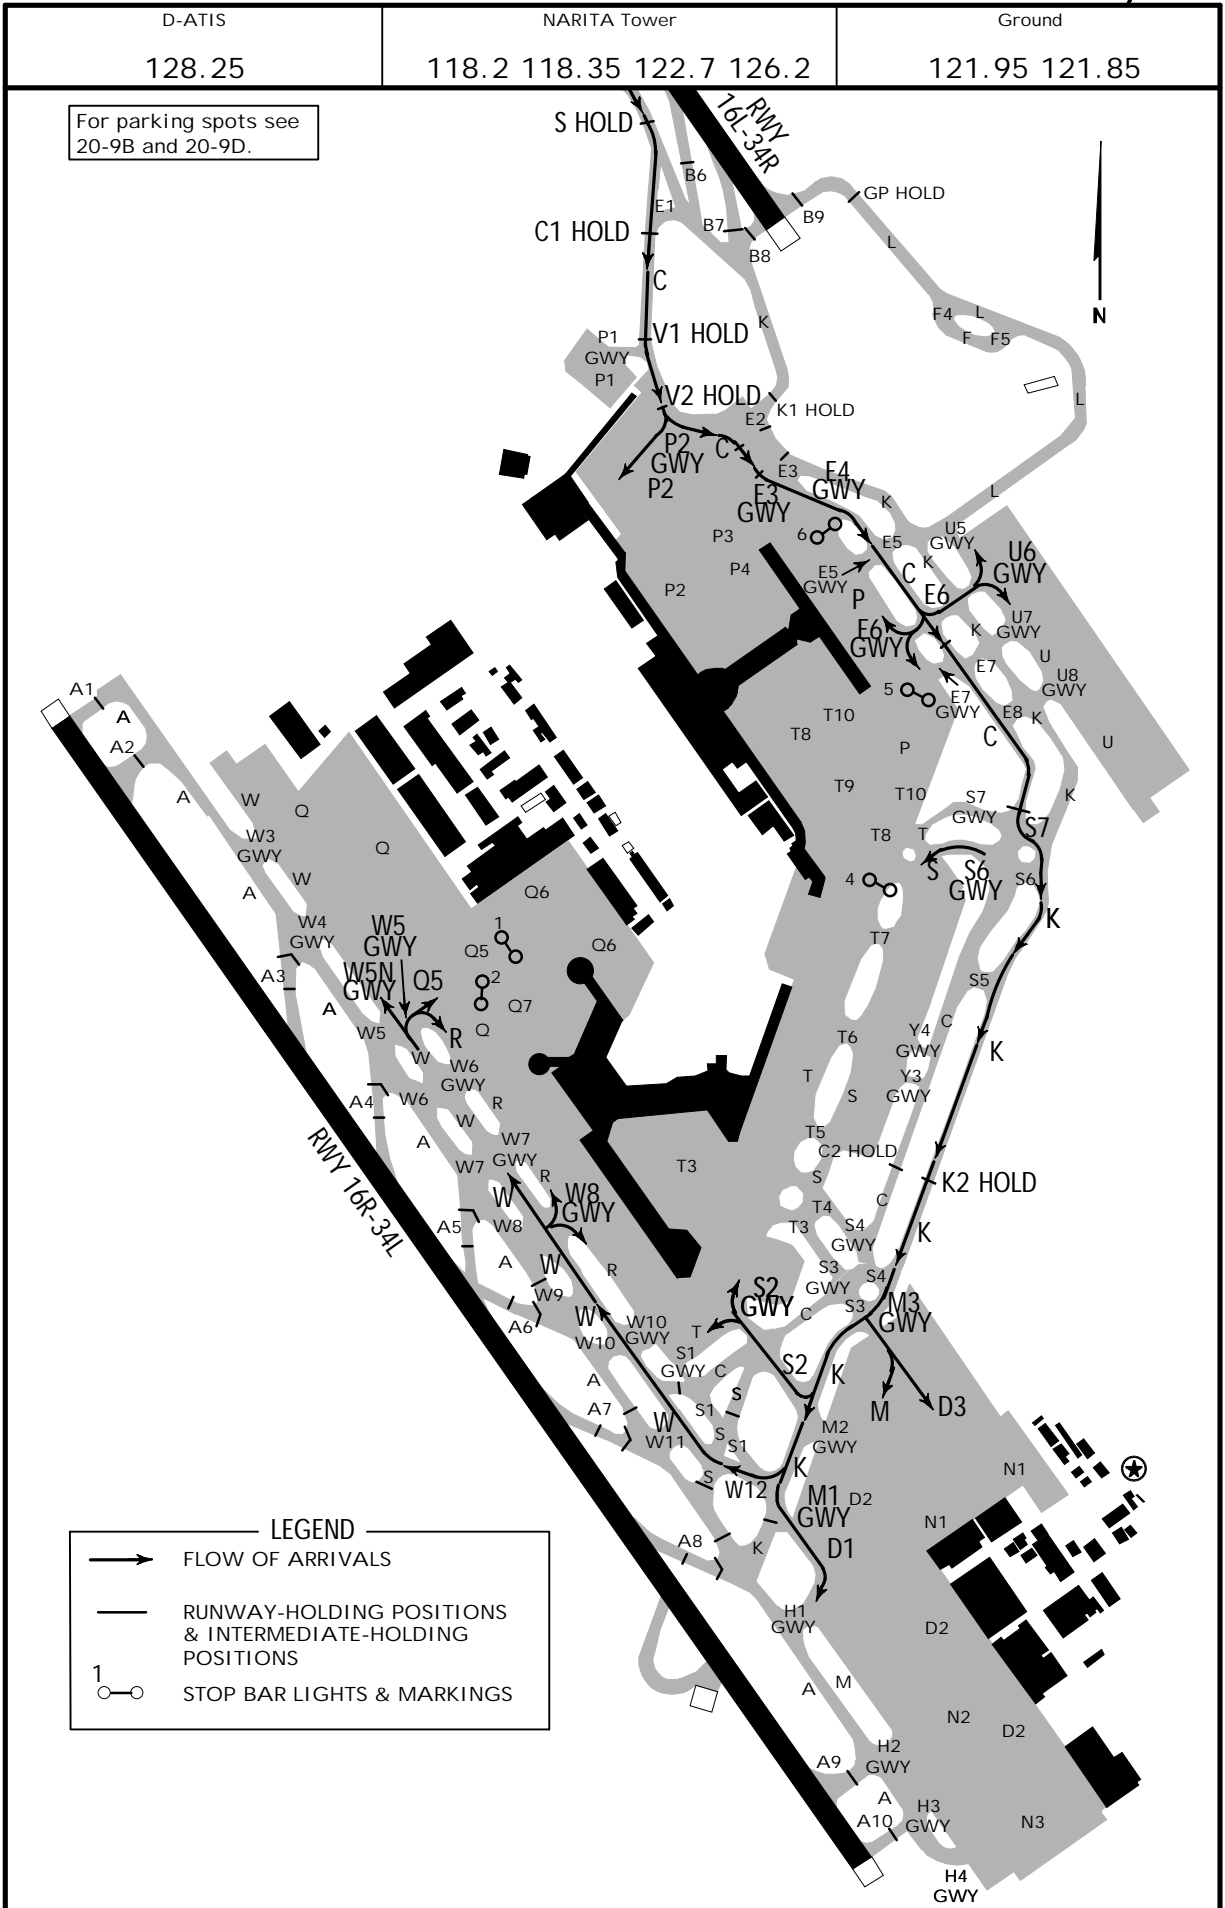 D-ATIS
NARITA Tower
Ground
128.25
118.2 118.35 122.7 126.2
121.95 121.85
For parking spots see
20-9B and 20-9D.
RWY
16L-34R
S HOLD
B6
GP HOLD
E1
B9
B7
C1 HOLD
L
B8
C
F4
L
N
K
V1 HOLD
P1
GWY
F
F5
P1
V2 HOLD
L
K1 HOLD
E2
P2
GWY
C
P2
E3
E4
GWY
E3
GWY
L
K
P3
6
U5
GWY
E5
U6
GWY
P4
E5
GWY
C
K
P2
P
E6
E6
GWY
K
U7
GWY
U
E7
U8
GWY
A1
5
E7
GWY
E8
K
A
T10
C
U
A2
T8
P
A
W
Q
T9
T10
S7
GWY
K
W3
GWY
Q
T8
T
S7
W
A
4
S
S6
GWY
S6
Q6
W4
GWY
W5
GWY
1
K
Q5
Q6
T7
A3
W5N
GWY
Q5
2
S5
A
Q7
W5
R
Q
T6
Y4
GWY
C
K
W
W6
GWY
T
Y3
GWY
A4
W6
R
S
W
A
W7
GWY
T5
C2 HOLD
RWY 16R-34L
W7
T3
R
S
K2 HOLD
W
W8
GWY
T4
C
A5
W8
T3
S4
GWY
K
A
W
R
S3
GWY
S4
S2
GWY
W9
W
C
S3
M3
GWY
A6
W10
W10
GWY
T
S1
GWY
S2
K
A
C
S
M
D3
A7
W
S1
M2
GWY
W11
S
S1
K
N1
S
W12
M1
GWY
D2
N1
LEGEND
A8
K
D1
FLOW OF ARRIVALS
RUNWAY-HOLDING POSITIONS
& INTERMEDIATE-HOLDING
POSITIONS
H1
GWY
D2
1
STOP BAR LIGHTS & MARKINGS
A
M
N2
D2
H2
GWY
A9
A
A10
H3
GWY
N3
H4
GWY